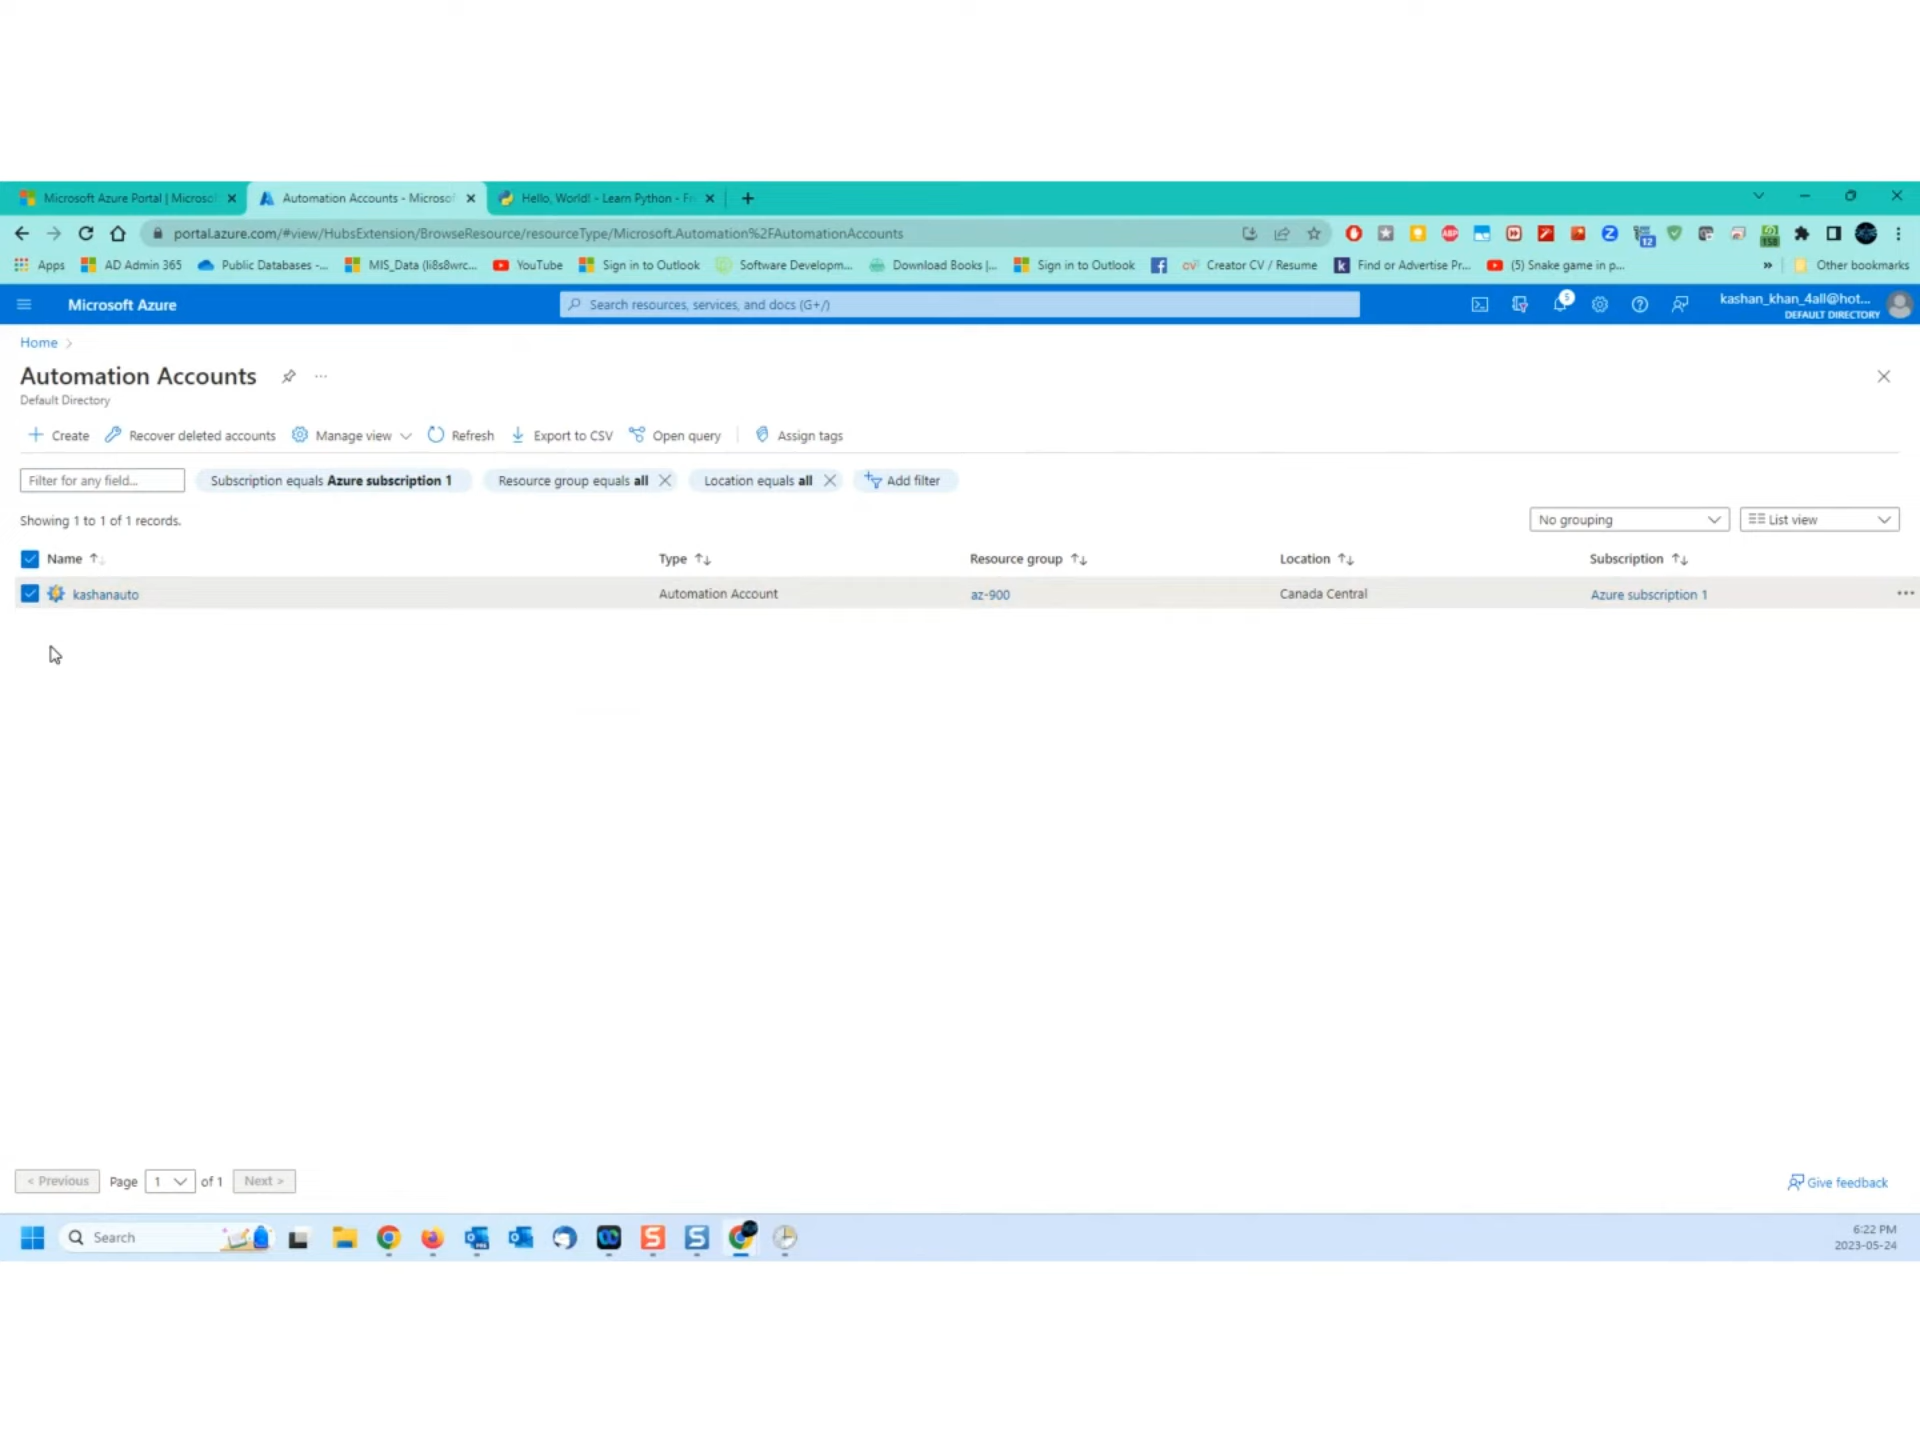 Microsoft Azure Portal | Microso
Automation Accounts - Microso
Hello, World! - Learn Python - Fr
portal.azure.com/#view/HubsExtension/BrowseResource/resourceType/Microsoft.Automation%2FAutomationAccounts
ABP
12
158
Apps
AD Admin 365
Public Databases -...
MIS_Data (li8s8wrc...
YouTube
Sign in to Outlook
Software Developm...
Download Books |...
Sign in to Outlook
Creator CV / Resume
Find or Advertise Pr...
(5) Snake game in p...
»
Other bookmarks
Microsoft Azure
Search resources, services, and docs (G+/)
5
kashan_khan_4all@hot...
DEFAULT DIRECTORY
Home >
Automation Accounts
...
Default Directory
Create
Recover deleted accounts
Manage view
Refresh
Export to CSV
Open query
Assign tags
Filter for any field...
Subscription equals Azure subscription 1
Resource group equals all
Location equals all
Add filter
Showing 1 to 1 of 1 records.
No grouping
List view
Name
Type
Resource group
Location
Subscription
kashanauto
Automation Account
az-900
Canada Central
Azure subscription 1
...
< Previous
Page
1
of 1
Next >
Give feedback
Search
6:22 PM
2023-05-24